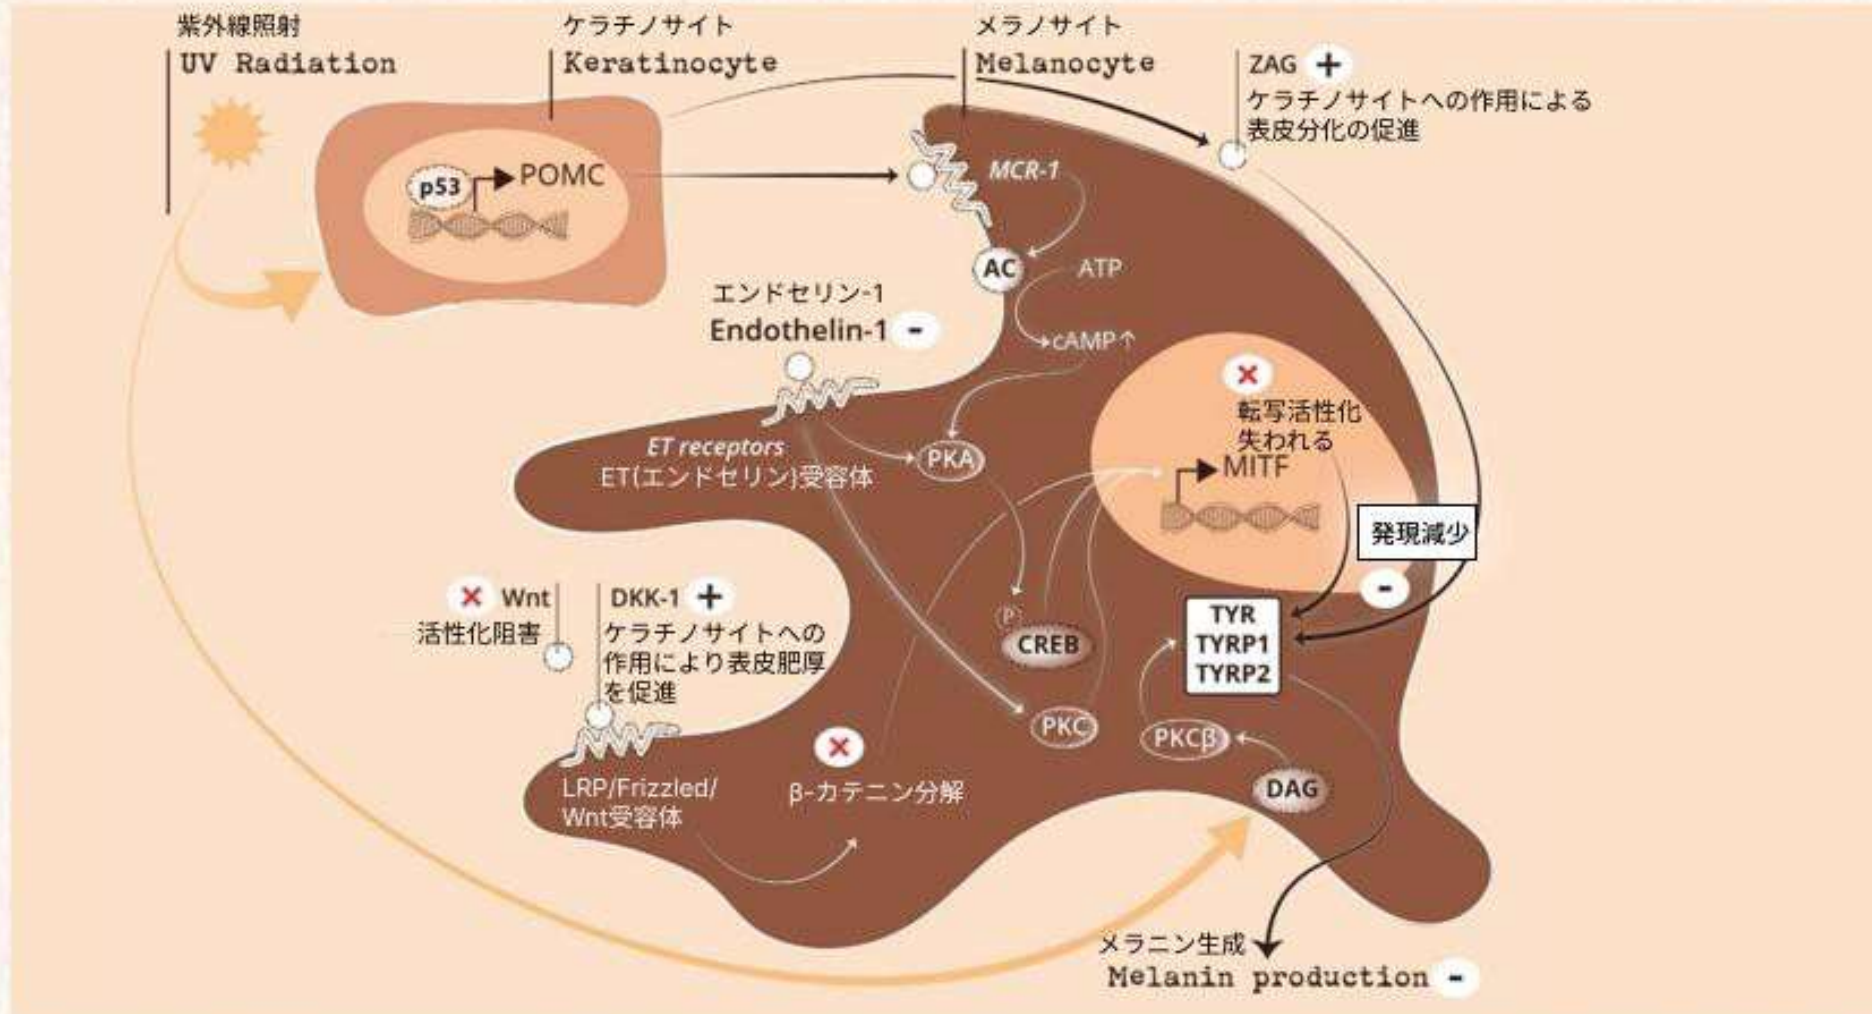 紫外線照射
UV Radiation
ケラチノサイト
Keratinocyte
メラノサイト
Melanocyte
ZAG +
ケラチノサイトへの作用による
表皮分化の促進
p53
POMC
MCR-1
AC
ATP
cAMP↑
エンドセリン-1
Endothelin-1 -
ET receptors
ET(エンドセリン)受容体
PKA
×
転写活性化
失われる
MITF
発現減少
-
× Wnt
活性化阻害
DKK-1 +
ケラチノサイトへの
作用により表皮肥厚
を促進
P
CREB
TYR
TYRP1
TYRP2
PKC
PKCβ
DAG
×
β-カテニン分解
LRP/Frizzled/
Wnt受容体
メラニン生成
Melanin production -